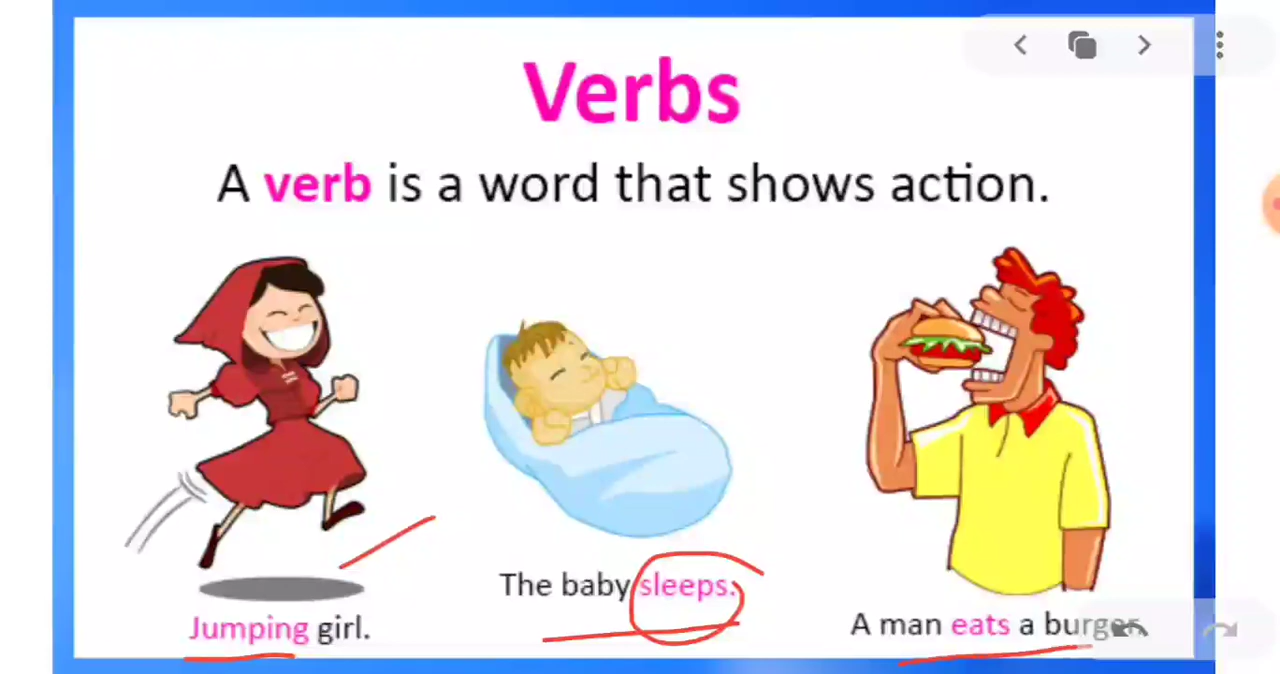 Verbs
A verb is a word that shows action.
Jumping girl.
The baby sleeps.
A man eats a burger.